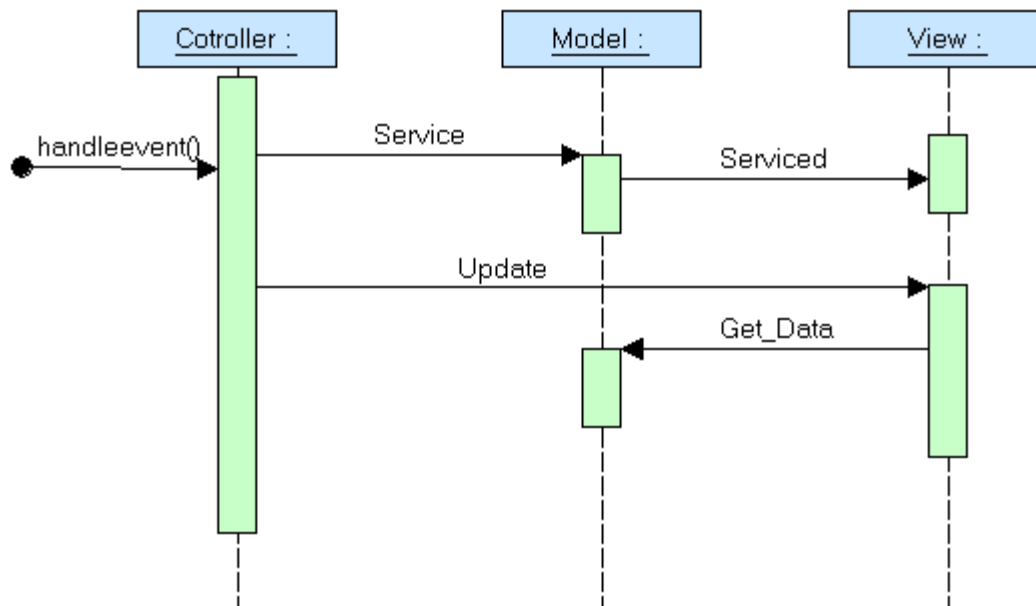 Cotroller :
Model :
View :
handleevent()
Service
Serviced
Update
Get_Data